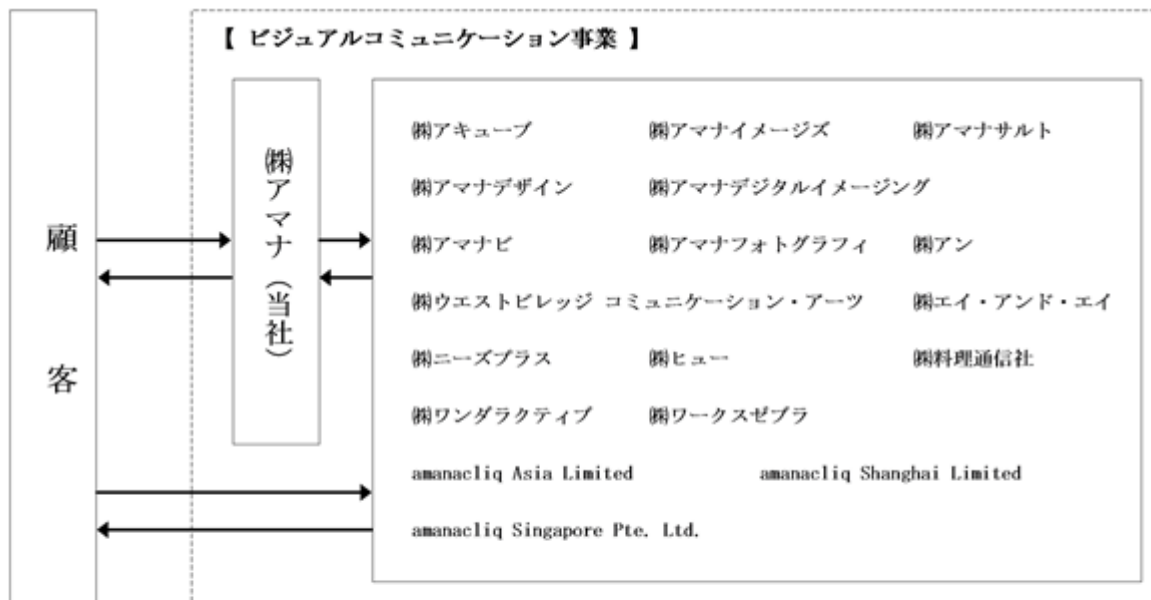 【 ビジュアルコミュニケーション事業 】
顧客
㈱アマナ(当社)
㈱アキューブ ㈱アマナイメージズ ㈱アマナサルト
㈱アマナデザイン ㈱アマナデジタルイメージング
㈱アマナビ ㈱アマナフォトグラフィ ㈱アン
㈱ウエストビレッジ コミュニケーション・アーツ ㈱エイ・アンド・エイ
㈱ニーズプラス ㈱ヒュー ㈱料理通信社
㈱ワンダラクティブ ㈱ワークスゼブラ
amanacliq Asia Limited amanacliq Shanghai Limited
amanacliq Singapore Pte. Ltd.